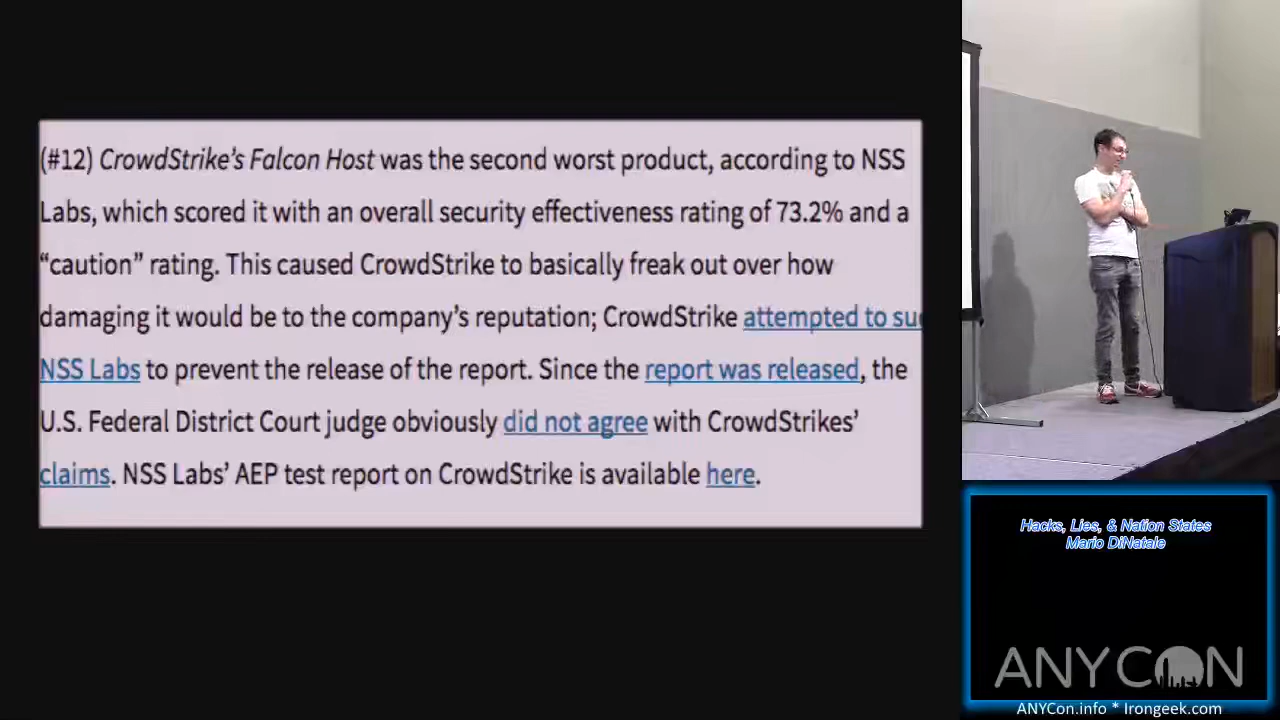 (#12) CrowdStrike's Falcon Host was the second worst product, according to NSS
Labs, which scored it with an overall security effectiveness rating of 73.2% and a
“caution” rating. This caused CrowdStrike to basically freak out over how
damaging it would be to the company's reputation; CrowdStrike attempted to su
NSS Labs to prevent the release of the report. Since the report was released, the
U.S. Federal District Court judge obviously did not agree with CrowdStrikes'
claims. NSS Labs' AEP test report on CrowdStrike is available here.
Hacks, Lies, & Nation States
Mario DiNatale
ANYCON
ANYCon.info * Irongeek.com